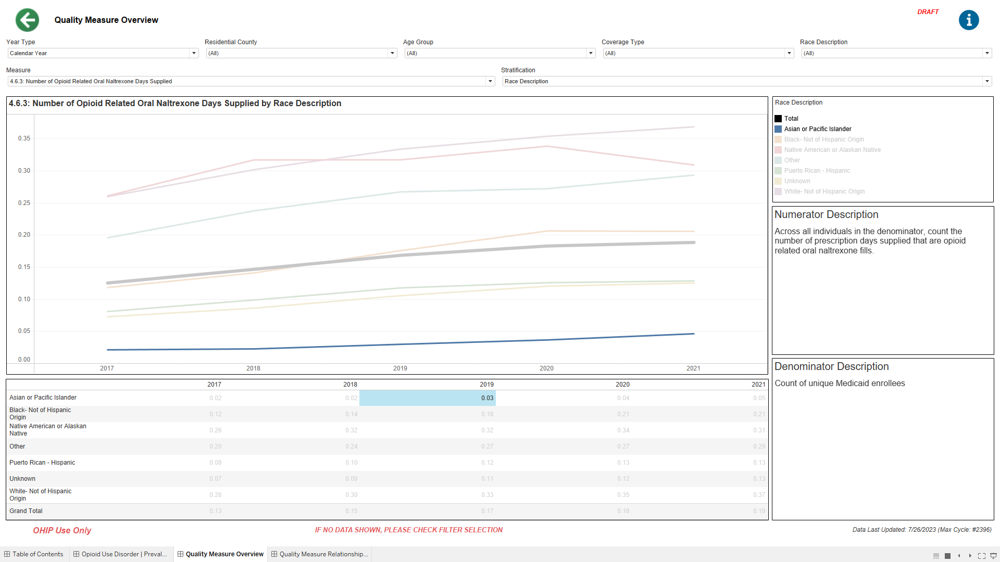 Quality Measure Overview
DRAFT
Year Type
Residential County
Age Group
Coverage Type
Race Description
Calendar Year
(All)
(All)
(All)
(All)
Measure
Stratification
4.6.3: Number of Opioid Related Oral Naltrexone Days Supplied
Race Description
4.6.3: Number of Opioid Related Oral Naltrexone Days Supplied by Race Description
0.35
0.30
0.25
0.20
0.15
0.10
0.05
0.00
2017 2018 2019 2020 2021
Race Description
Total
Asian or Pacific Islander
Black- Not of Hispanic Origin
Native American or Alaskan Native
Other
Puerto Rican - Hispanic
Unknown
White- Not of Hispanic Origin
Numerator Description
Across all individuals in the denominator, count the
number of prescription days supplied that are opioid
related oral naltrexone fills.
Denominator Description
Count of unique Medicaid enrollees
2017 2018 2019 2020 2021
Asian or Pacific Islander 0.02 0.02 0.03 0.04 0.05
Black- Not of Hispanic
Origin 0.12 0.14 0.18 0.21 0.21
Native American or Alaskan
Native 0.26 0.32 0.32 0.34 0.31
Other 0.20 0.24 0.27 0.27 0.29
Puerto Rican - Hispanic 0.08 0.10 0.12 0.13 0.13
Unknown 0.07 0.09 0.11 0.12 0.13
White- Not of Hispanic
Origin 0.26 0.30 0.33 0.35 0.37
Grand Total 0.13 0.15 0.17 0.18 0.19
OHIP Use Only
IF NO DATA SHOWN, PLEASE CHECK FILTER SELECTION
Data Last Updated: 7/26/2023 (Max Cycle: #2396)
Table of Contents
Opioid Use Disorder | Preval...
Quality Measure Overview
Quality Measure Relationship...